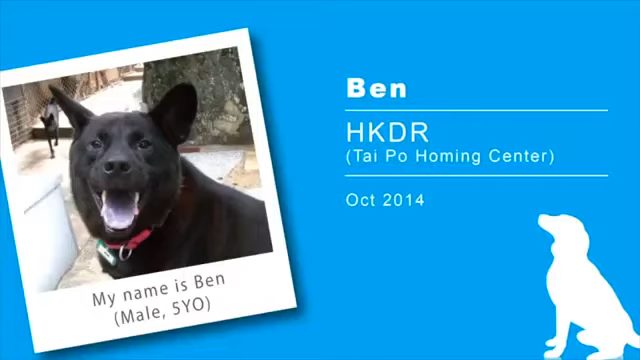 My name is Ben
(Male, 5YO)
Ben
HKDR
(Tai Po Homing Center)
Oct 2014